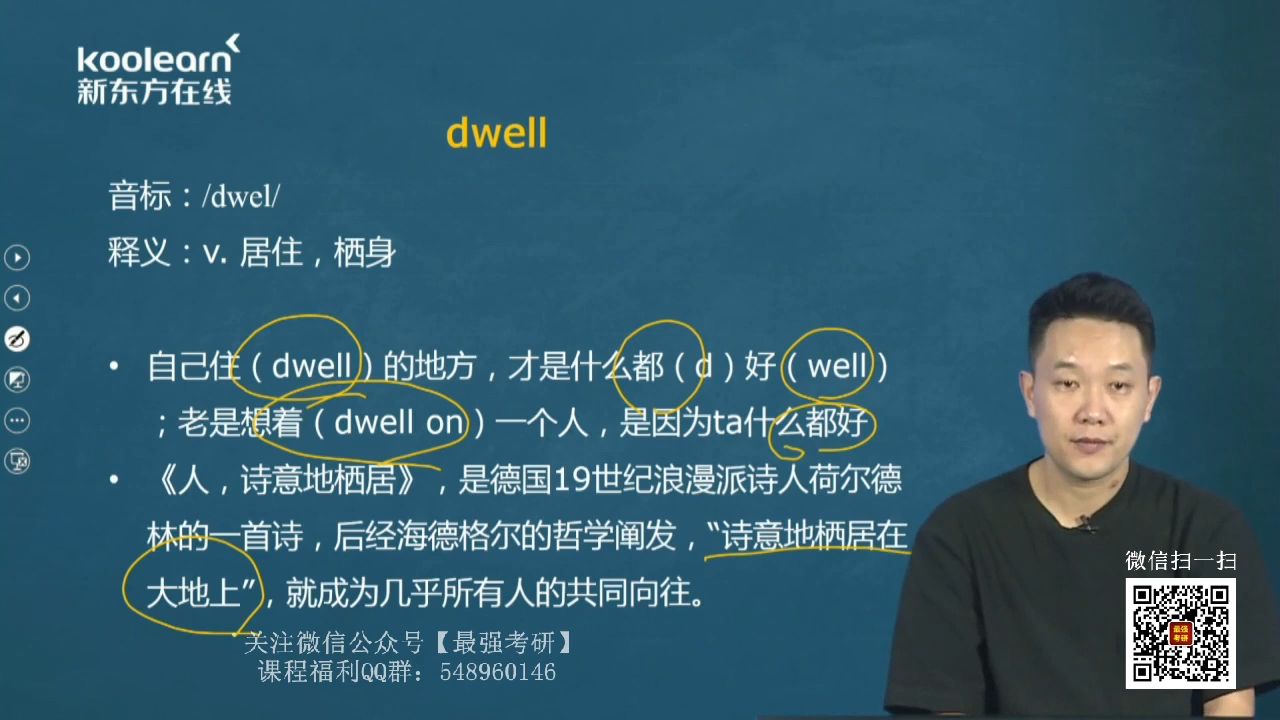 koolearn
新东方在线
dwell
音标：/dwel/
释义：v. 居住，栖身
• 自己住（dwell）的地方，才是什么都（d）好（well）
；老是想着（dwell on）一个人，是因为ta什么都好
• 《人，诗意地栖居》，是德国19世纪浪漫派诗人荷尔德
林的一首诗，后经海德格尔的哲学阐发，“诗意地栖居在
大地上”，就成为几乎所有人的共同向往。
微信扫一扫
最强
考研
关注微信公众号【最强考研】
课程福利QQ群：548960146